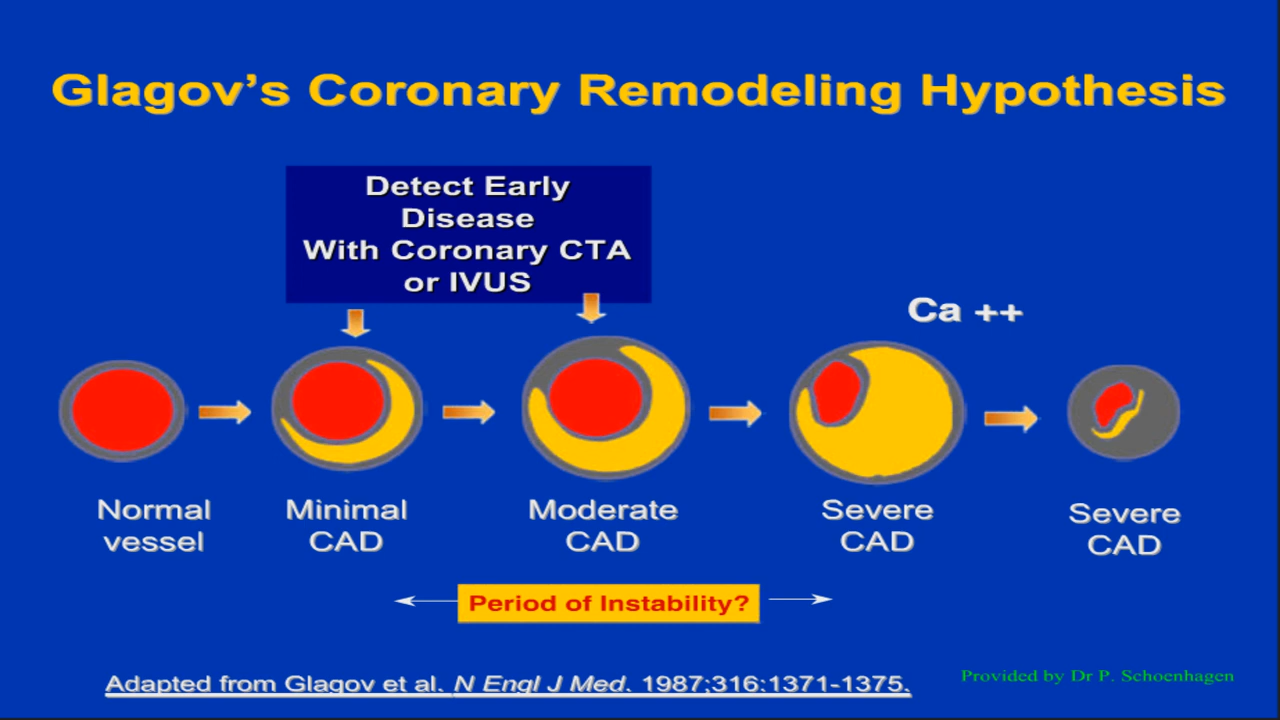 Glagov’s Coronary Remodeling Hypothesis
Detect Early
Disease
With Coronary CTA
or IVUS
Ca ++
Normal
vessel
Minimal
CAD
Moderate
CAD
Severe
CAD
Severe
CAD
Period of Instability?
Adapted from Glagov et al. N Engl J Med. 1987;316:1371-1375.
Provided by Dr P. Schoenhagen